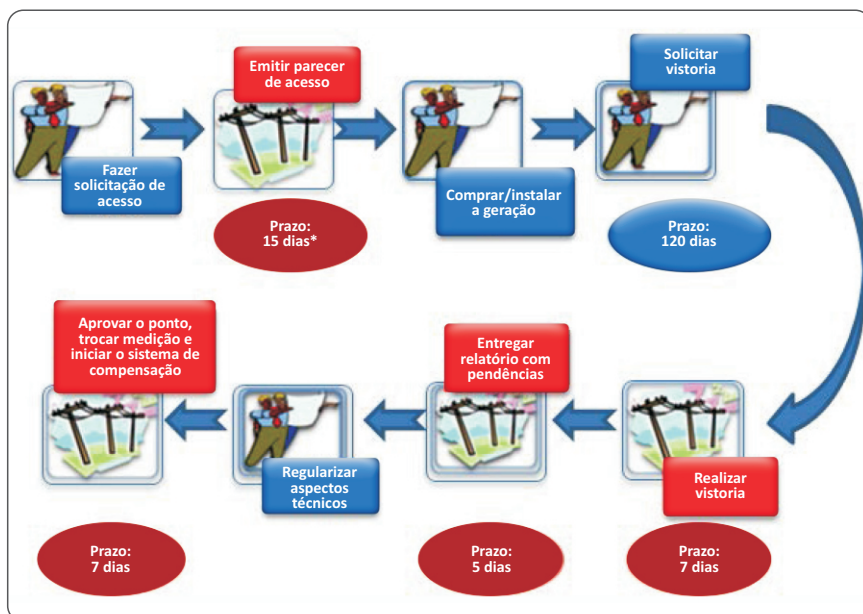 Fazer
solicitação de
acesso
Emitir parecer
de acesso
Prazo:
15 dias*
Comprar/instalar
a geração
Solicitar
vistoria
Prazo:
120 dias
Realizar
vistoria
Prazo:
7 dias
Entregar
relatório com
pendências
Prazo:
5 dias
Regularizar
aspectos
técnicos
Aprovar o ponto,
trocar medição e
iniciar o sistema de
compensação
Prazo:
7 dias